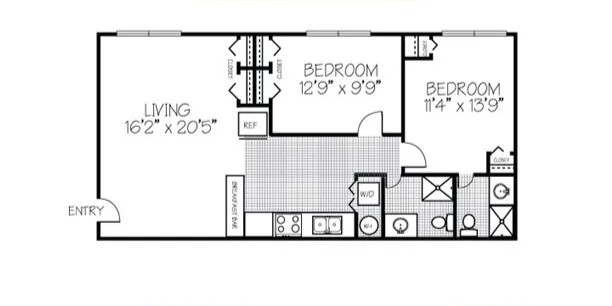 CLOSET
CLOSET
CLOSET
BEDROOM
12'9" x 9'9"
BEDROOM
11'4" x 13'9"
LIVING
16'2" x 20'5"
REF.
CLOSET
W/D
BREAKFAST BAR
ENTRY